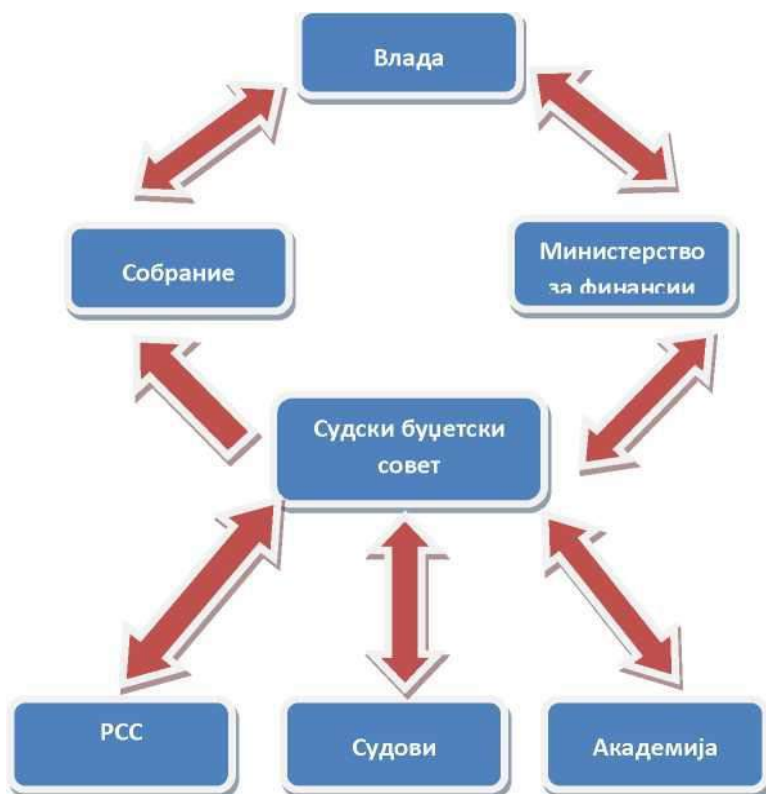 Влада
Собрание
Министерство
за финансии
Судски буџетски
совет
РСС
Судови
Академија